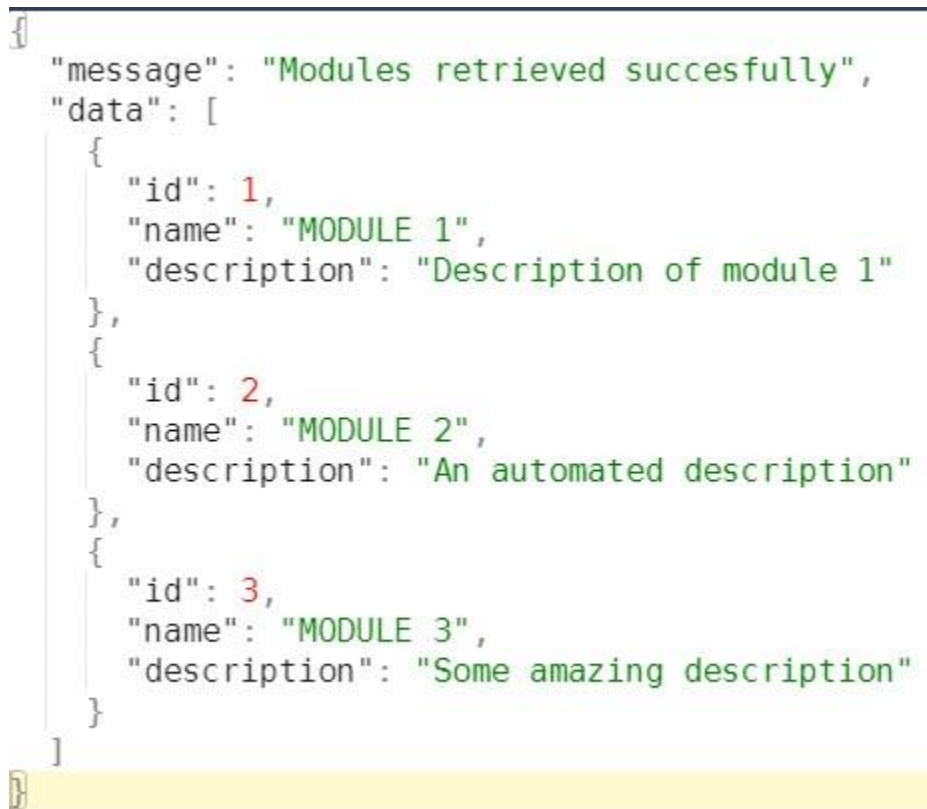 {
"message": "Modules retrieved succesfully",
"data": [
{
"id": 1,
"name": "MODULE 1",
"description": "Description of module 1"
},
{
"id": 2,
"name": "MODULE 2",
"description": "An automated description"
},
{
"id": 3,
"name": "MODULE 3",
"description": "Some amazing description"
}
]
}